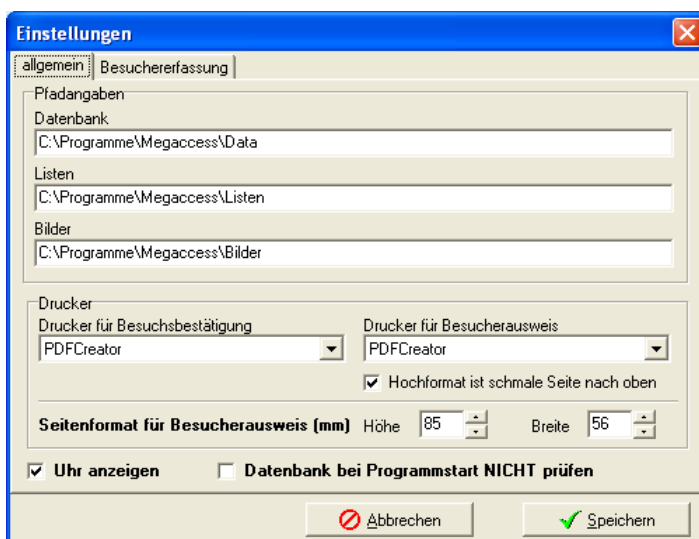 Einstellungen
allgemein Besuchererfassung
Pfadangaben
Datenbank
C:\Programme\Megaccess\Data
Listen
C:\Programme\Megaccess\Listen
Bilder
C:\Programme\Megaccess\Bilder
Drucker
Drucker für Besuchsbestätigung Drucker für Besucherausweis
PDFCreator PDFCreator
Hochformat ist schmale Seite nach oben
Seitenformat für Besucherausweis (mm) Höhe 85 Breite 56
Uhr anzeigen Datenbank bei Programmstart NICHT prüfen
Abbrechen Speichern